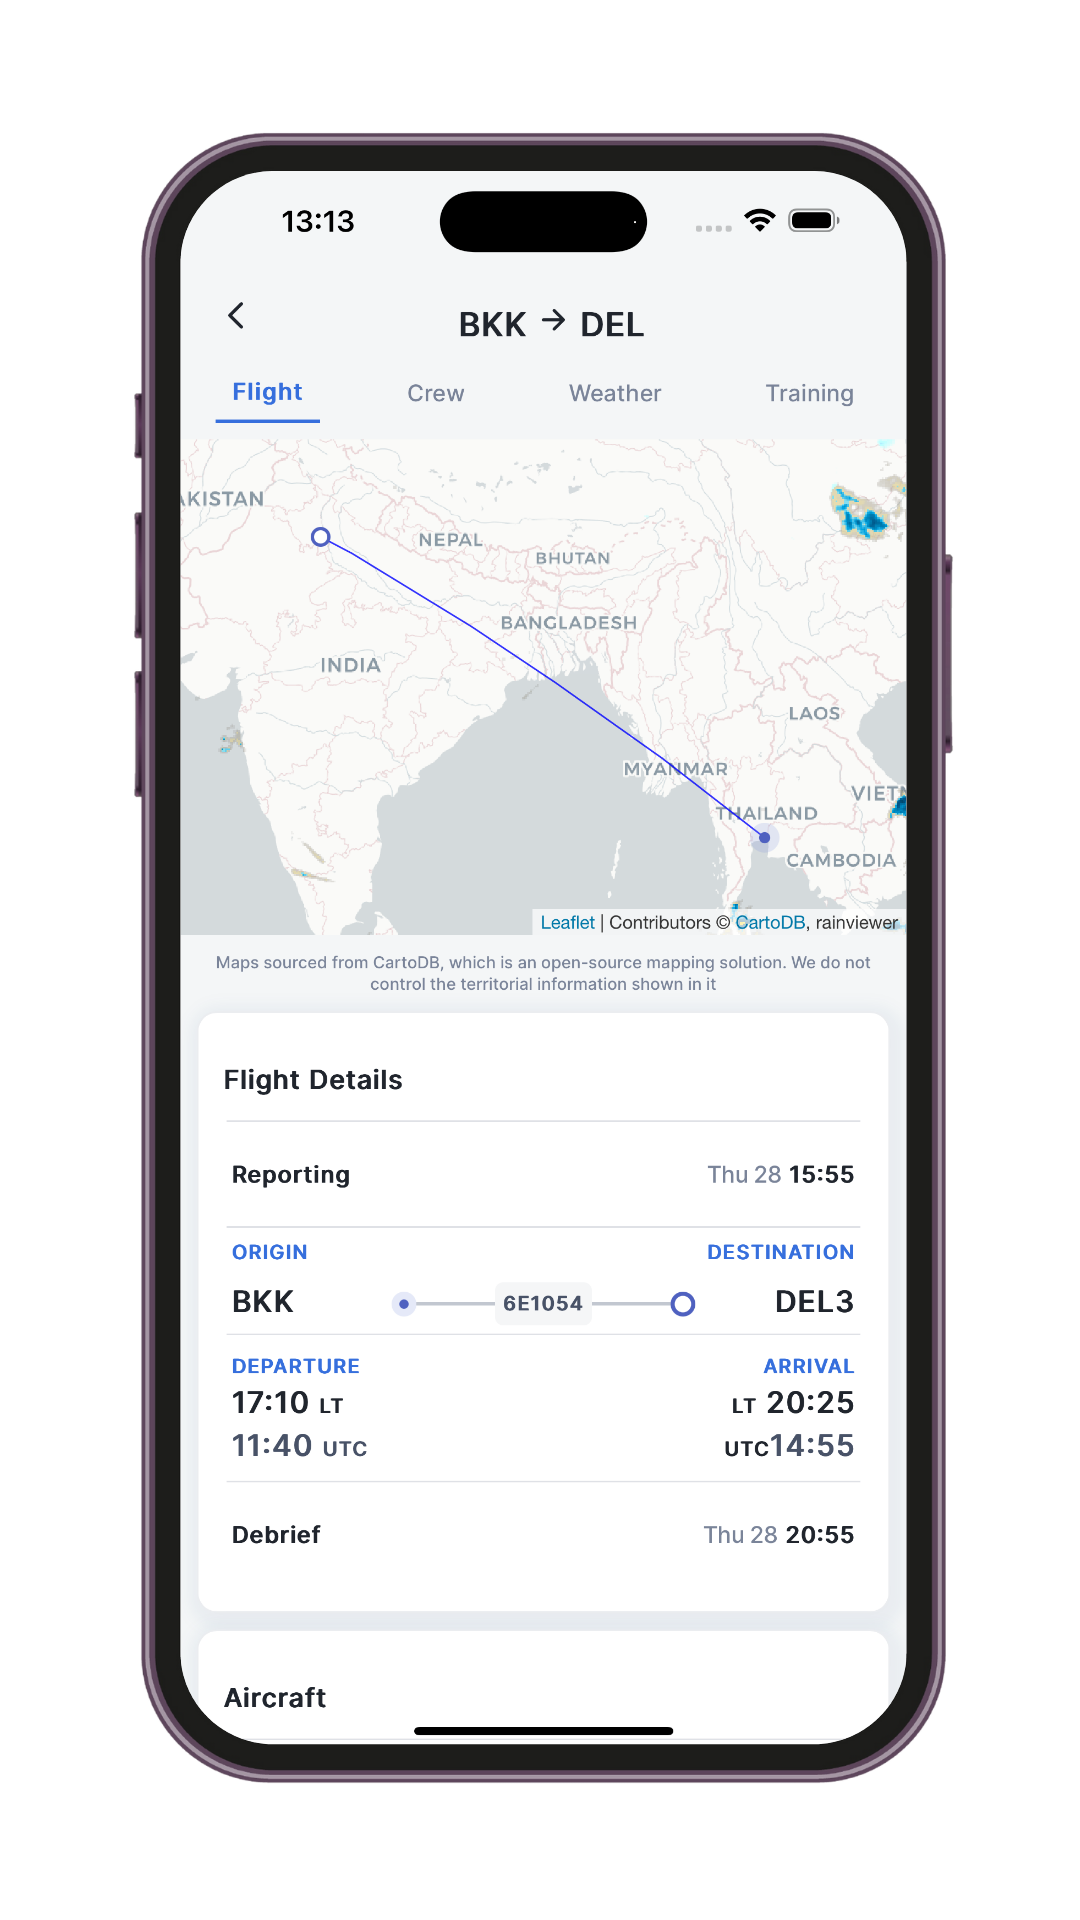 13:13
BKK → DEL
Flight Crew Weather Training
AKISTAN
NEPAL
BHUTAN
BANGLADESH
INDIA
LAOS
MYANMAR
VIETN
THAILAND
CAMBODIA
Leaflet | Contributors © CartoDB, rainviewer
Maps sourced from CartoDB, which is an open-source mapping solution. We do not
control the territorial information shown in it
Flight Details
Reporting Thu 28 15:55
ORIGIN DESTINATION
BKK 6E1054 DEL3
DEPARTURE ARRIVAL
17:10 LT LT 20:25
11:40 UTC UTC14:55
Debrief Thu 28 20:55
Aircraft